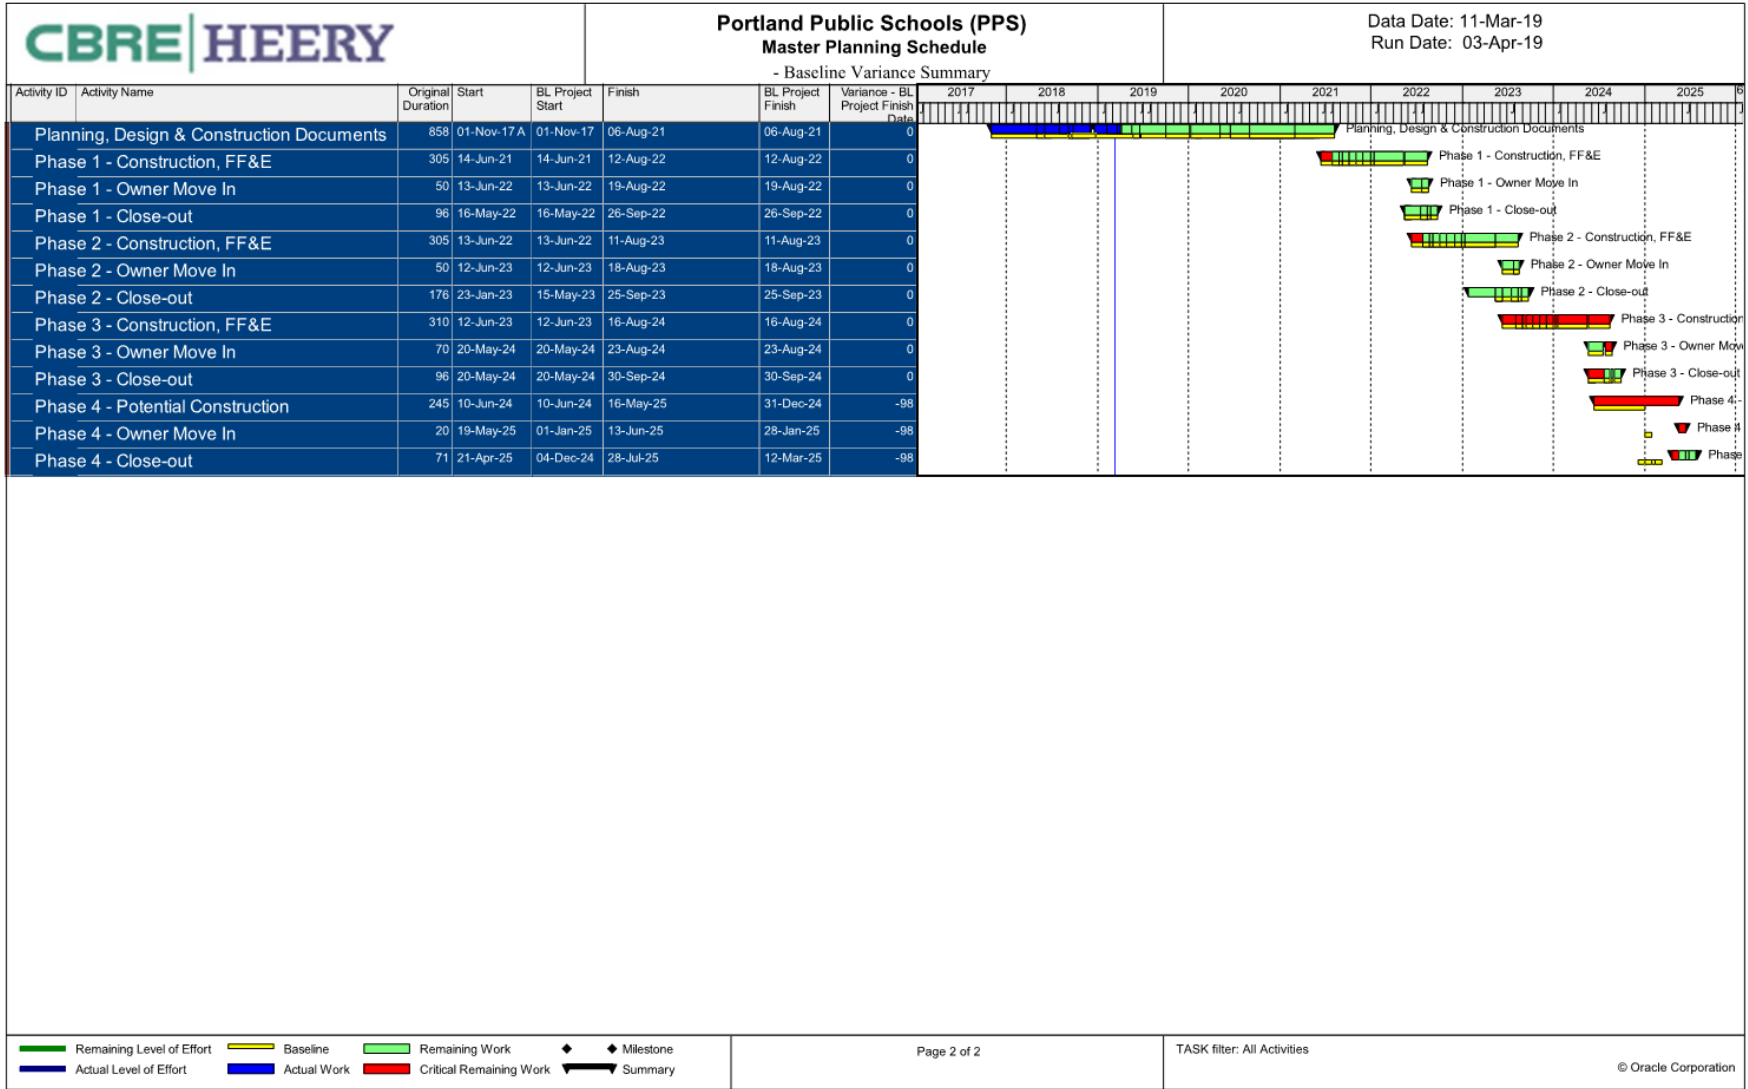 CBRE HEERY
Portland Public Schools (PPS)
Master Planning Schedule
- Baseline Variance Summary
Data Date: 11-Mar-19
Run Date: 03-Apr-19
Activity ID Activity Name Original Duration Start BL Project Start Finish BL Project Finish Variance - BL Project Finish Date 2017 2018 2019 2020 2021 2022 2023 2024 2025 6
Planning, Design & Construction Documents 858 01-Nov-17 A 01-Nov-17 06-Aug-21 06-Aug-21 0 Planning, Design & Construction Documents
Phase 1 - Construction, FF&E 305 14-Jun-21 14-Jun-21 12-Aug-22 12-Aug-22 0 Phase 1 - Construction, FF&E
Phase 1 - Owner Move In 50 13-Jun-22 13-Jun-22 19-Aug-22 19-Aug-22 0 Phase 1 - Owner Move In
Phase 1 - Close-out 96 16-May-22 16-May-22 26-Sep-22 26-Sep-22 0 Phase 1 - Close-out
Phase 2 - Construction, FF&E 305 13-Jun-22 13-Jun-22 11-Aug-23 11-Aug-23 0 Phase 2 - Construction, FF&E
Phase 2 - Owner Move In 50 12-Jun-23 12-Jun-23 18-Aug-23 18-Aug-23 0 Phase 2 - Owner Move In
Phase 2 - Close-out 176 23-Jan-23 15-May-23 25-Sep-23 25-Sep-23 0 Phase 2 - Close-out
Phase 3 - Construction, FF&E 310 12-Jun-23 12-Jun-23 16-Aug-24 16-Aug-24 0 Phase 3 - Construction
Phase 3 - Owner Move In 70 20-May-24 20-May-24 23-Aug-24 23-Aug-24 0 Phase 3 - Owner Mov
Phase 3 - Close-out 96 20-May-24 20-May-24 30-Sep-24 30-Sep-24 0 Phase 3 - Close-out
Phase 4 - Potential Construction 245 10-Jun-24 10-Jun-24 16-May-25 31-Dec-24 -98 Phase 4 -
Phase 4 - Owner Move In 20 19-May-25 01-Jan-25 13-Jun-25 28-Jan-25 -98 Phase 4
Phase 4 - Close-out 71 21-Apr-25 04-Dec-24 28-Jul-25 12-Mar-25 -98 Phase
Remaining Level of Effort Baseline Remaining Work Milestone
Actual Level of Effort Actual Work Critical Remaining Work Summary
Page 2 of 2
TASK filter: All Activities
© Oracle Corporation